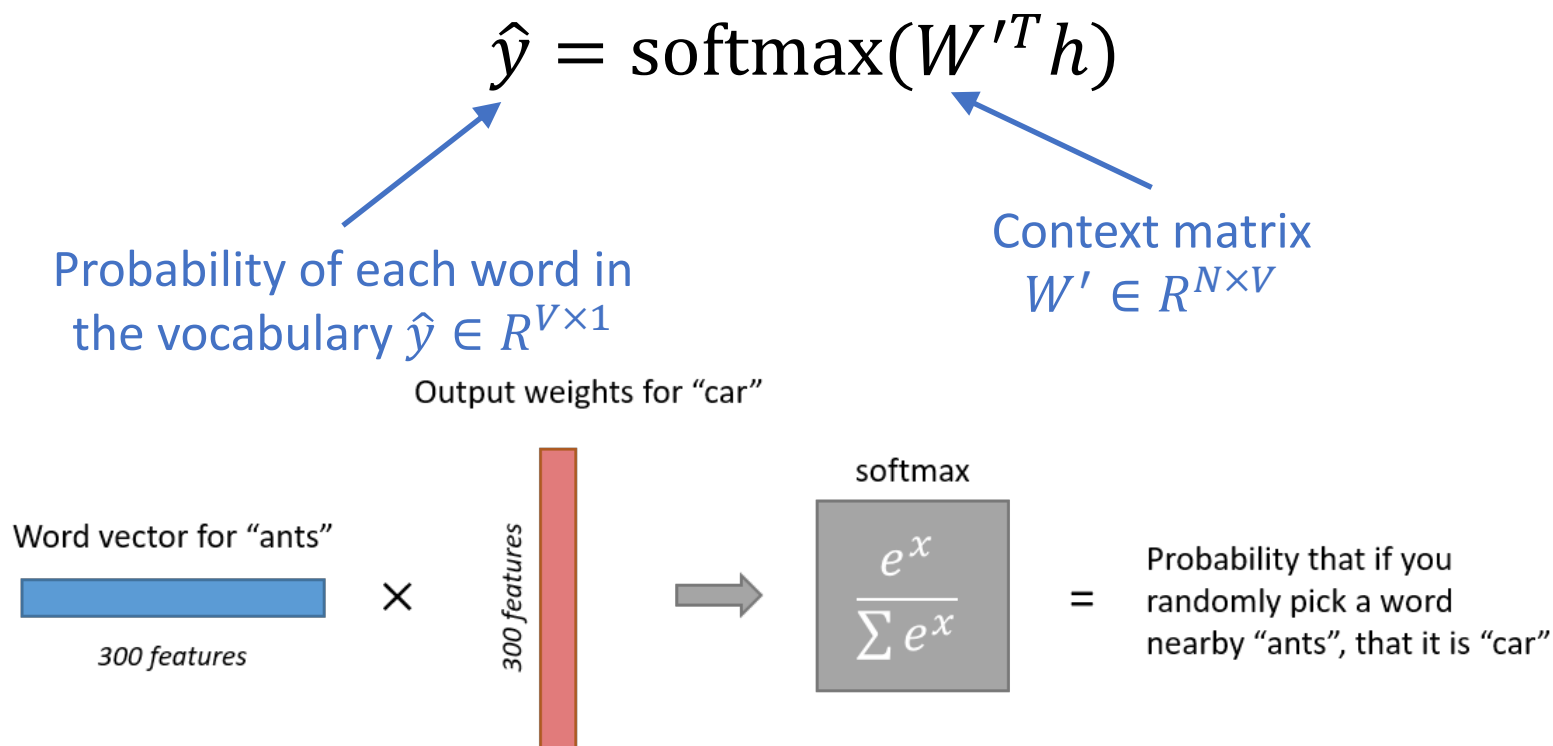 ŷ = softmax(W′ᵀh)
Probability of each word in
the vocabulary ŷ ∈ R^{V×1}
Context matrix
W′ ∈ R^{N×V}
Output weights for “car”
softmax
Word vector for “ants”
300 features
×
300 features
e^x
∑ e^x
=
Probability that if you
randomly pick a word
nearby “ants”, that it is “car”